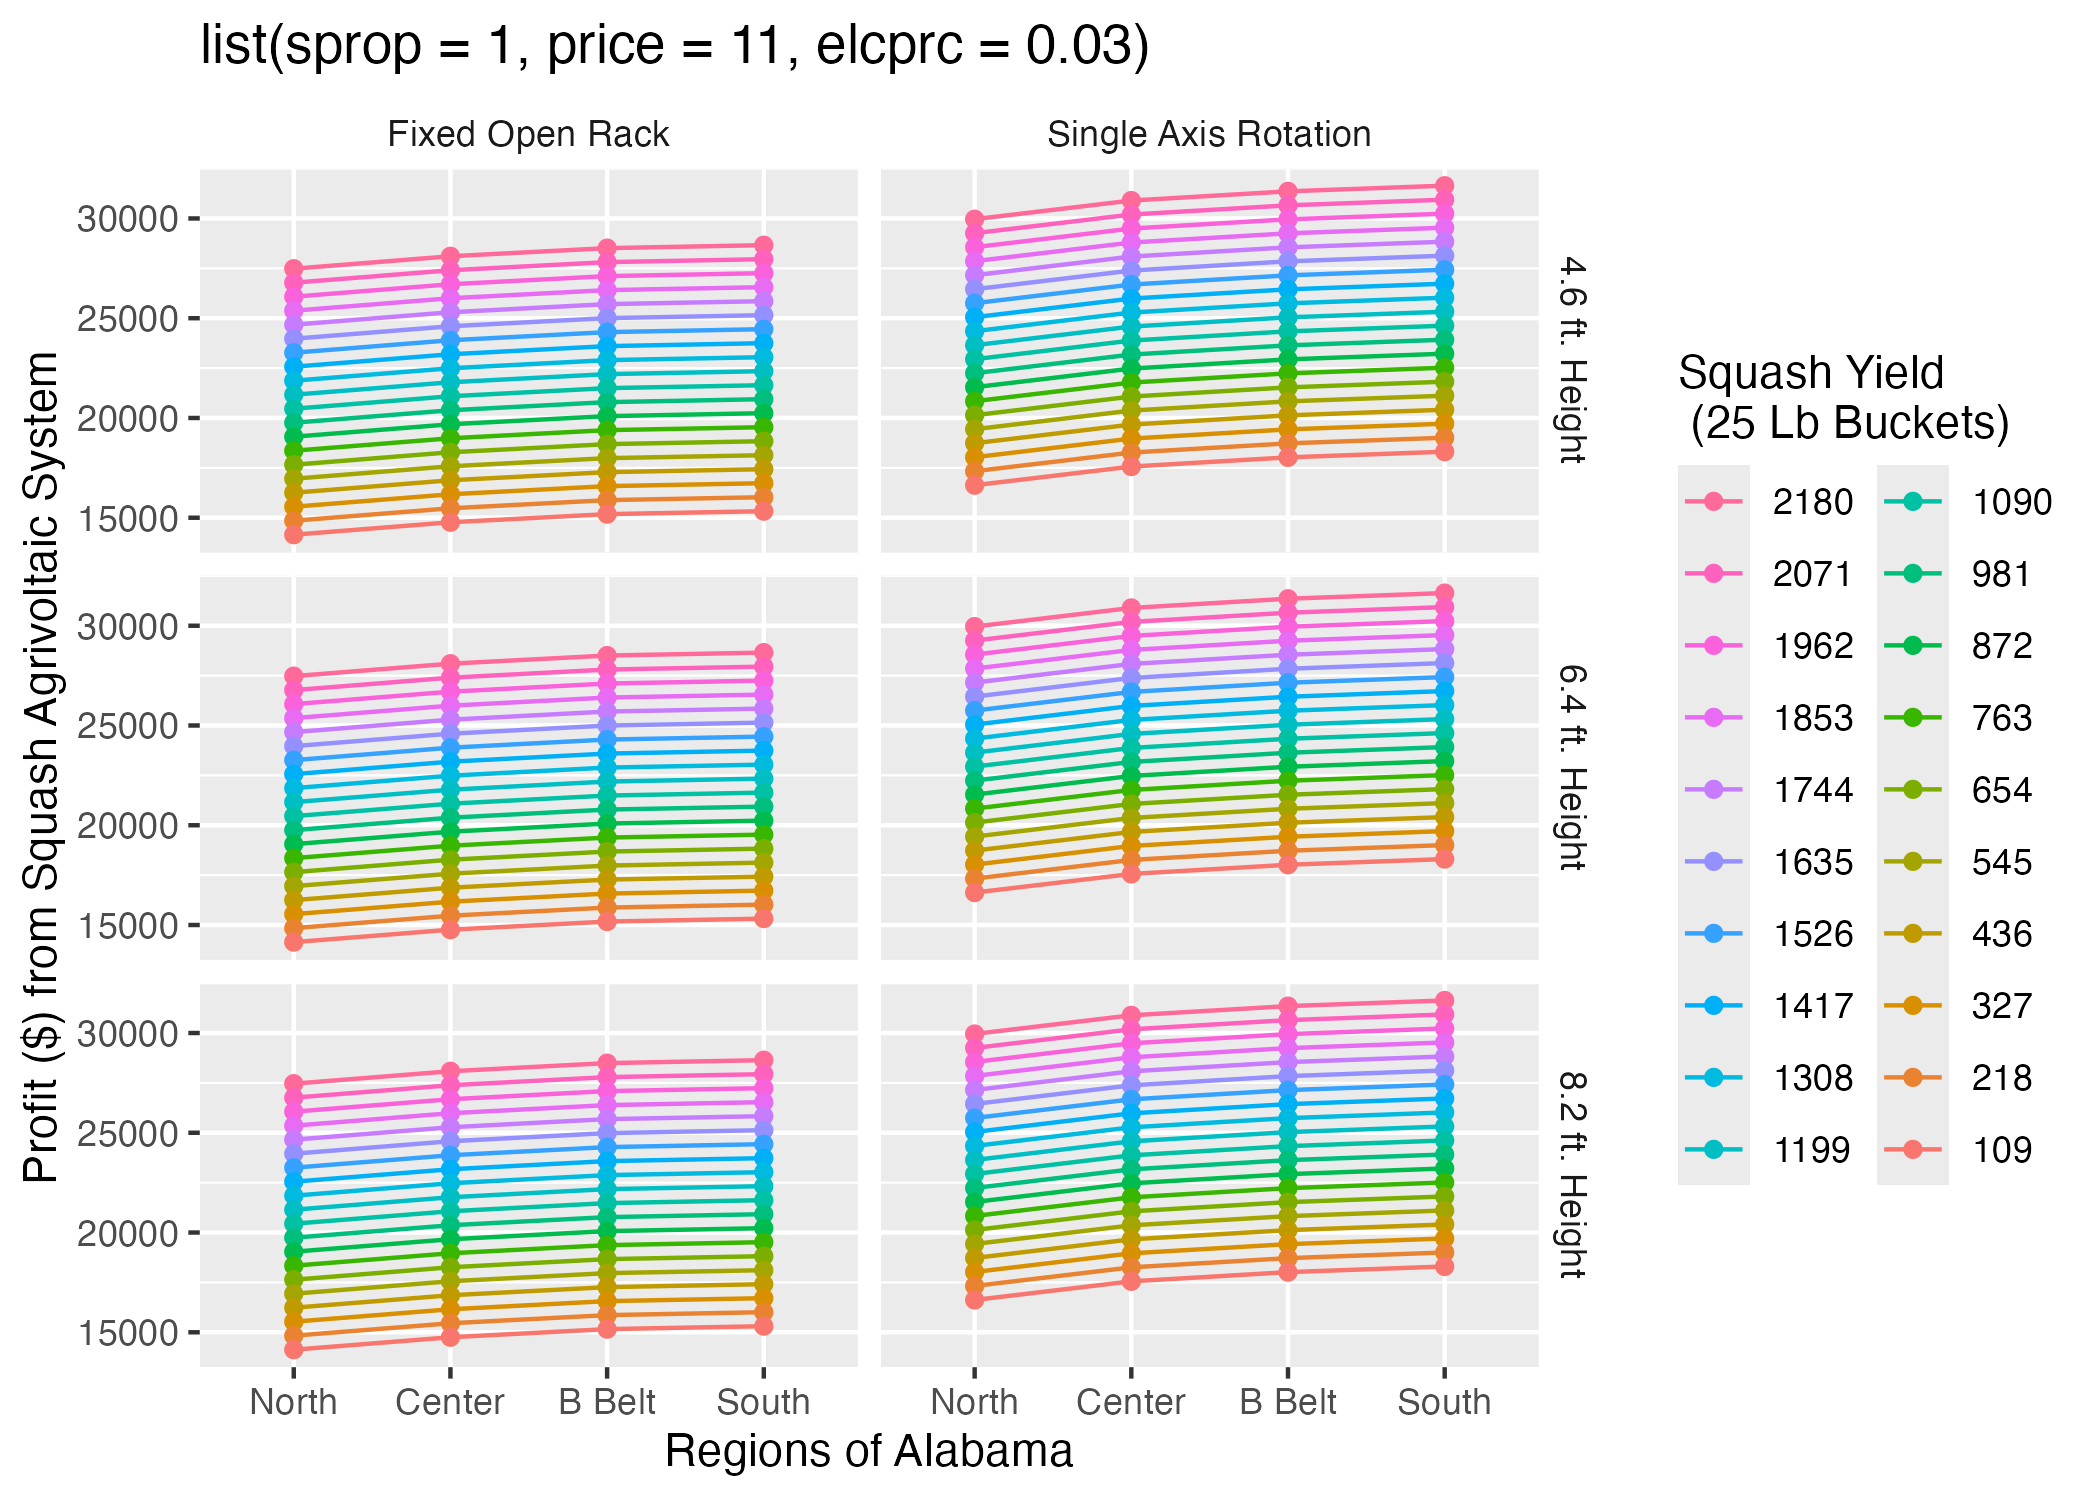 list(sprop = 1, price = 11, elcprc = 0.03)
Fixed Open Rack
Single Axis Rotation
30000
25000
20000
15000
4.6 ft. Height
30000
25000
20000
15000
6.4 ft. Height
30000
25000
20000
15000
8.2 ft. Height
North Center B Belt South
North Center B Belt South
Regions of Alabama
Profit ($) from Squash Agrivoltaic System
Squash Yield
(25 Lb Buckets)
2180
2071
1962
1853
1744
1635
1526
1417
1308
1199
1090
981
872
763
654
545
436
327
218
109